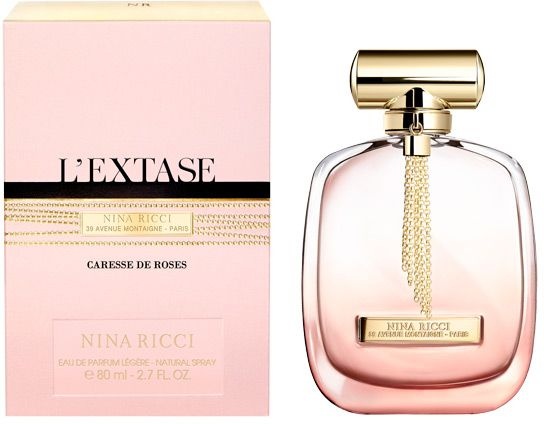 NR
L'EXTASE
NINA RICCI
39 AVENUE MONTAIGNE - PARIS
CARESSE DE ROSES
NINA RICCI
EAU DE PARFUM LÉGÈRE - NATURAL SPRAY
℮ 80 ml - 2.7 FL. OZ.
NINA RICCI
39 AVENUE MONTAIGNE - PARIS